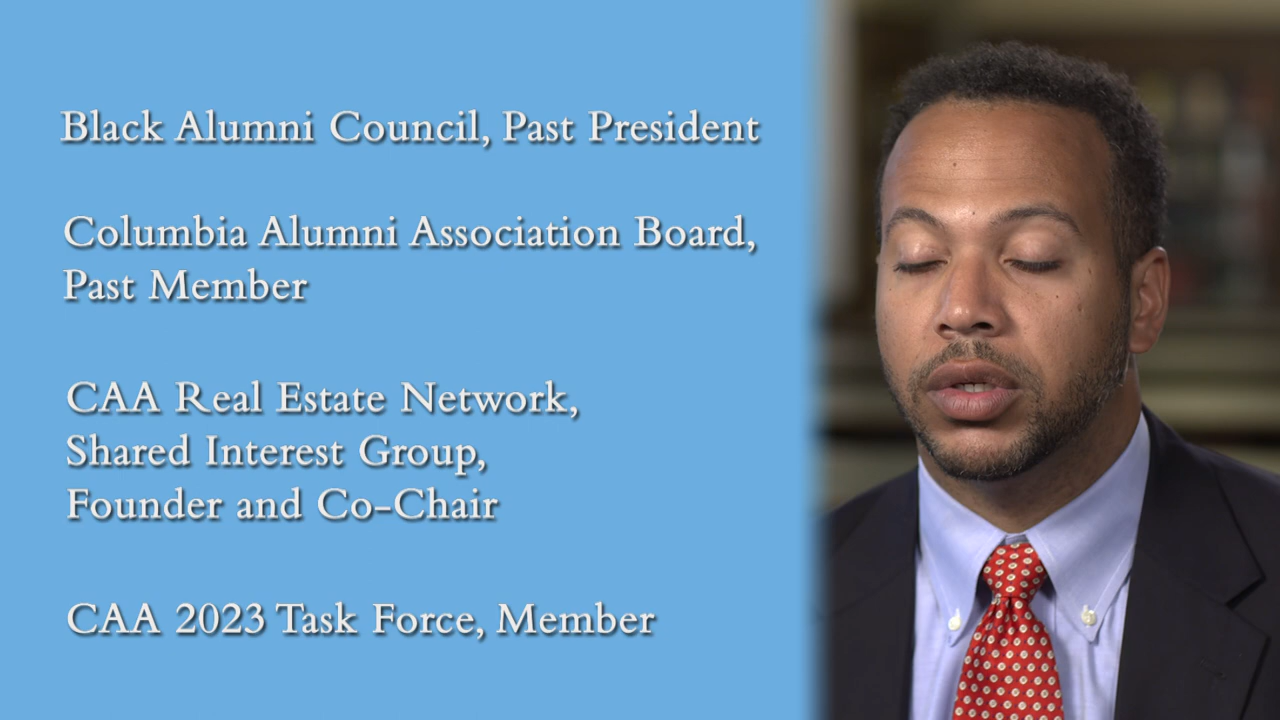 Black Alumni Council, Past President
Columbia Alumni Association Board,
Past Member
CAA Real Estate Network,
Shared Interest Group,
Founder and Co-Chair
CAA 2023 Task Force, Member